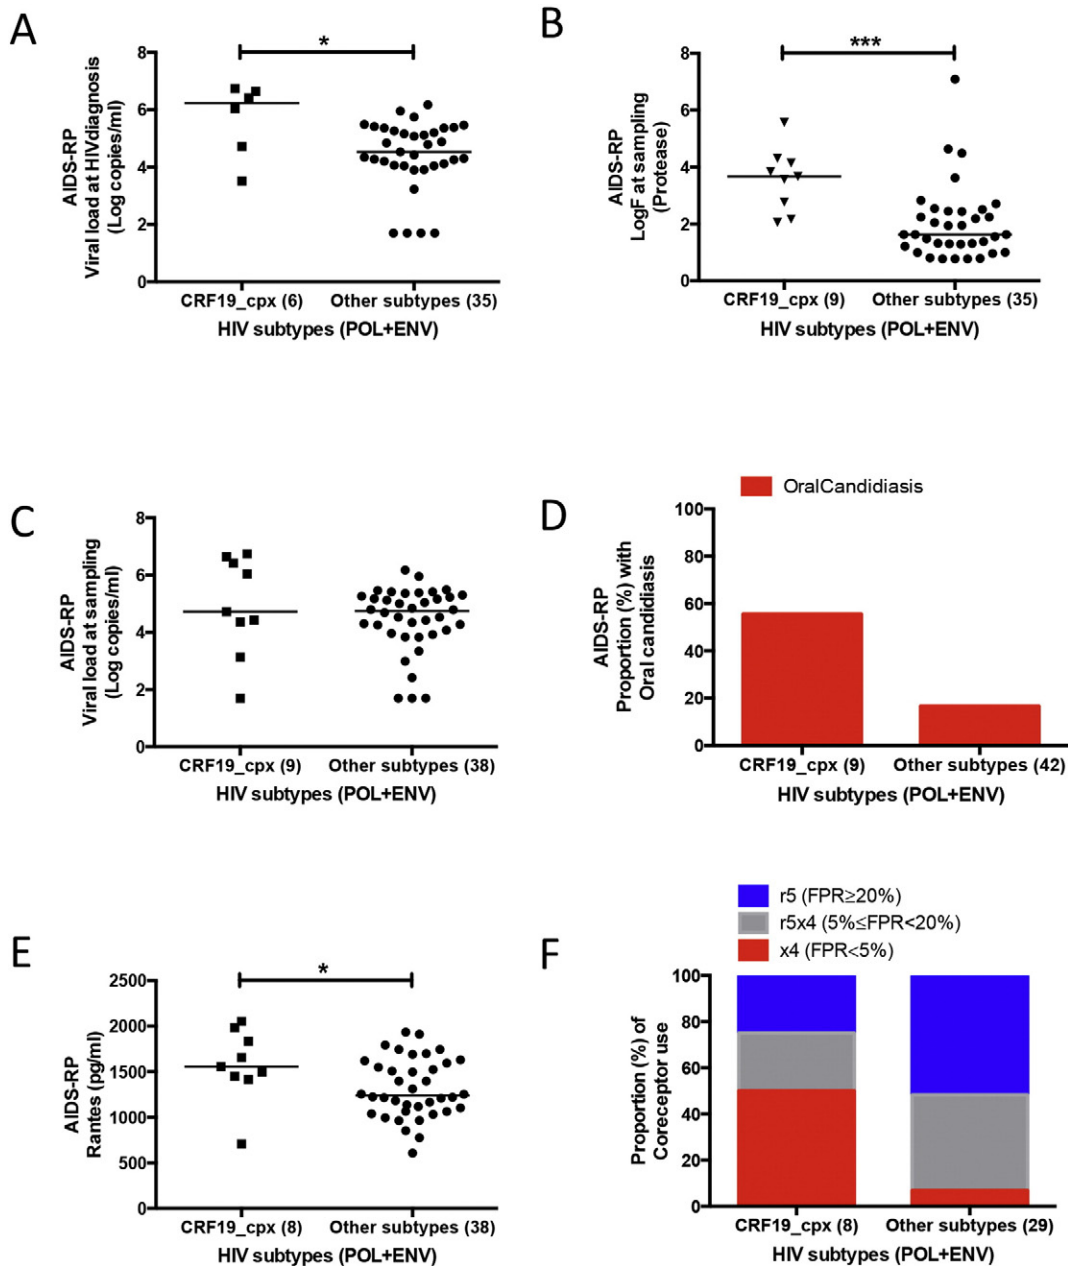 A
AIDS-RP
Viral load at HIVdiagnosis
(Log copies/ml)
8
6
4
2
0
*
CRF19_cpx (6)
Other subtypes (35)
HIV subtypes (POL+ENV)
B
AIDS-RP
LogF at sampling
(Protease)
8
6
4
2
0
***
CRF19_cpx (9)
Other subtypes (35)
HIV subtypes (POL+ENV)
C
AIDS-RP
Viral load at sampling
(Log copies/ml)
8
6
4
2
0
CRF19_cpx (9)
Other subtypes (38)
HIV subtypes (POL+ENV)
D
OralCandidiasis
AIDS-RP
Proportion (%) with
Oral candidiasis
100
80
60
40
20
0
CRF19_cpx (9)
Other subtypes (42)
HIV subtypes (POL+ENV)
E
AIDS-RP
Rantes (pg/ml)
2500
2000
1500
1000
500
0
*
CRF19_cpx (8)
Other subtypes (38)
HIV subtypes (POL+ENV)
F
r5 (FPR≥20%)
r5x4 (5%≤FPR<20%)
x4 (FPR<5%)
Proportion (%) of
Coreceptor use
100
80
60
40
20
0
CRF19_cpx (8)
Other subtypes (29)
HIV subtypes (POL+ENV)